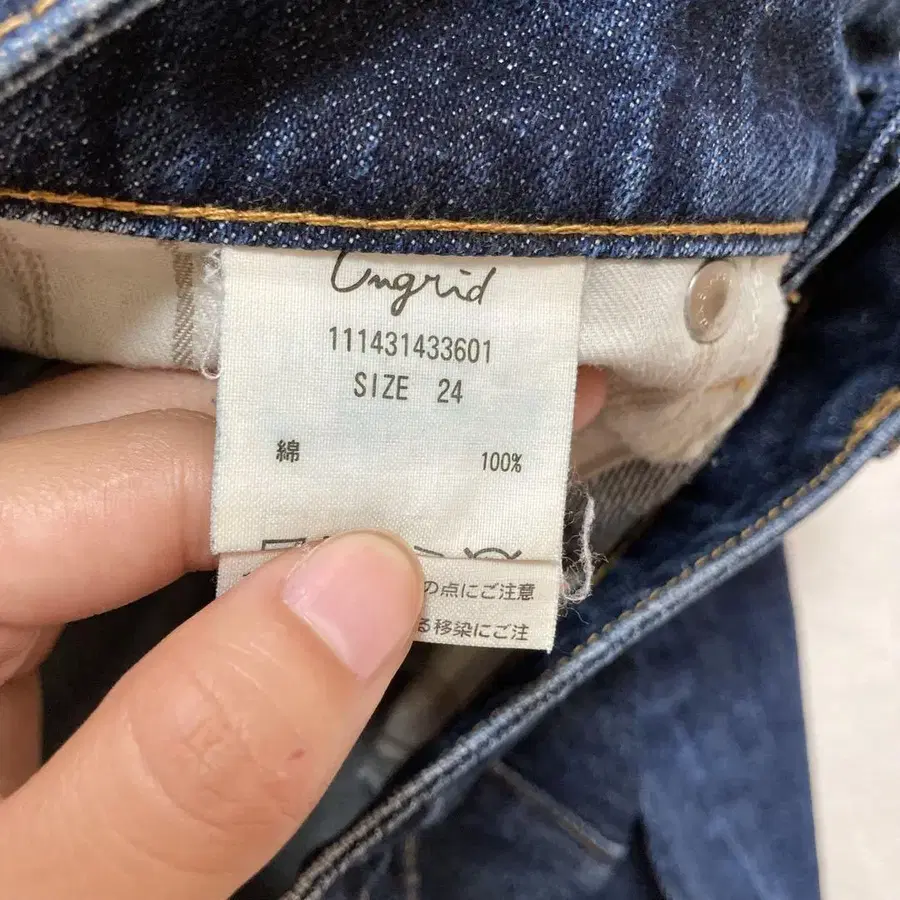 Ungrid
111431433601
SIZE 24
綿 100%
の点にご注意
る移染にご注